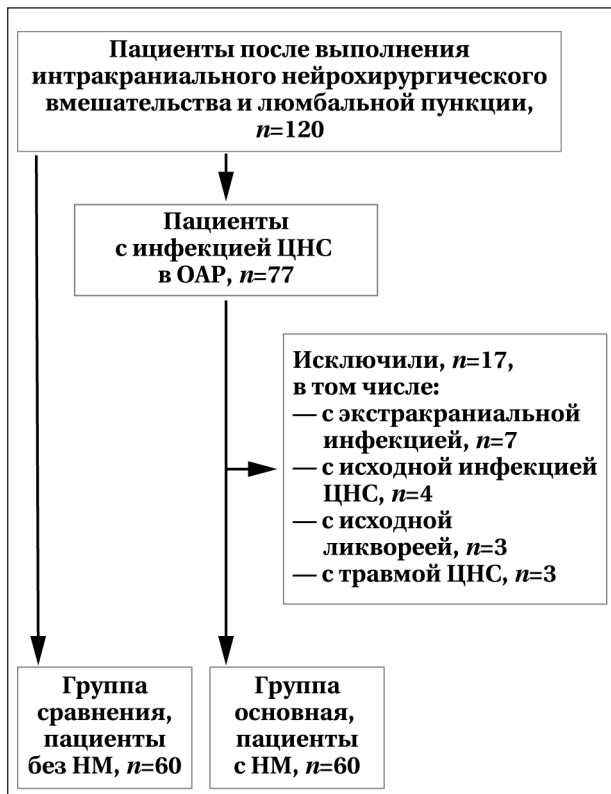 Пациенты после выполнения
интракраниального нейрохирургического
вмешательства и люмбальной пункции,
n=120
Пациенты
с инфекцией ЦНС
в ОАР, n=77
Исключили, n=17,
в том числе:
— с экстракраниальной
инфекцией, n=7
— с исходной инфекцией
ЦНС, n=4
— с исходной
ликвореей, n=3
— с травмой ЦНС, n=3
Группа
сравнения,
пациенты
без НМ, n=60
Группа
основная,
пациенты
с НМ, n=60